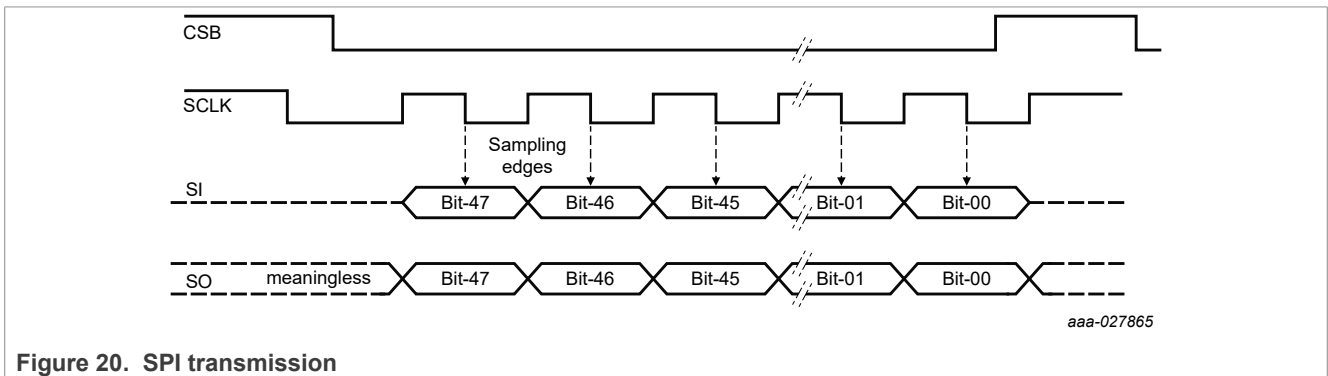 CSB
SCLK
Sampling
edges
SI
Bit-47 Bit-46 Bit-45 Bit-01 Bit-00
SO meaningless Bit-47 Bit-46 Bit-45 Bit-01 Bit-00
aaa-027865
Figure 20. SPI transmission